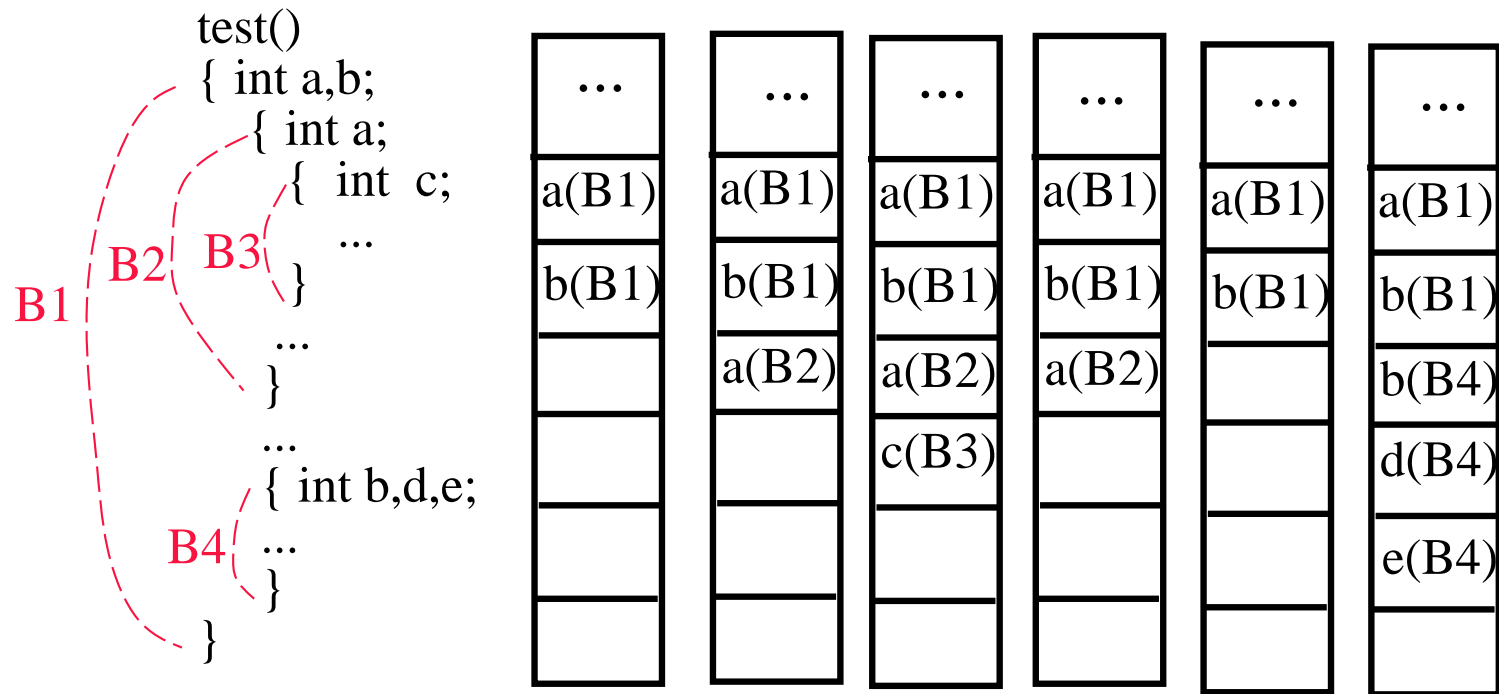 test()
{ int a,b;
{ int a;
{ int c;
...
}
...
}
...
{ int b,d,e;
...
}
}
B1
B2
B3
B4
...
a(B1)
b(B1)
...
a(B1)
b(B1)
a(B2)
...
a(B1)
b(B1)
a(B2)
c(B3)
...
a(B1)
b(B1)
a(B2)
...
a(B1)
b(B1)
...
a(B1)
b(B1)
b(B4)
d(B4)
e(B4)